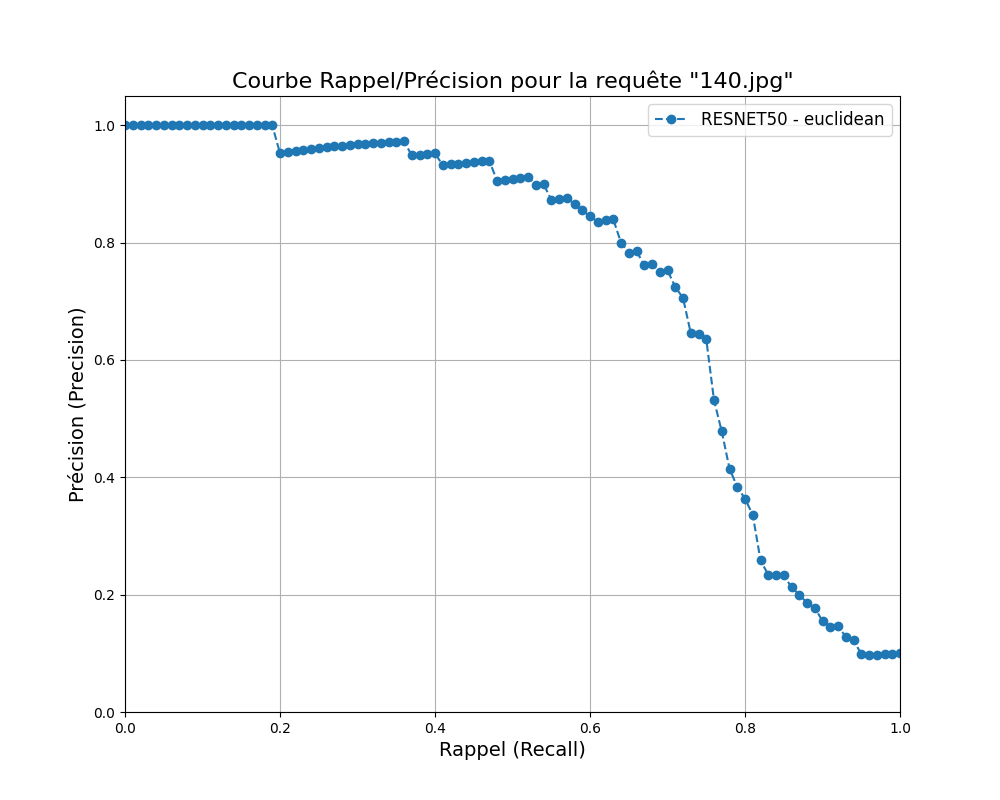 Courbe Rappel/Précision pour la requête "140.jpg"
RESNET50 - euclidean
Précision (Precision)
1.0
0.8
0.6
0.4
0.2
0.0
0.0 0.2 0.4 0.6 0.8 1.0
Rappel (Recall)